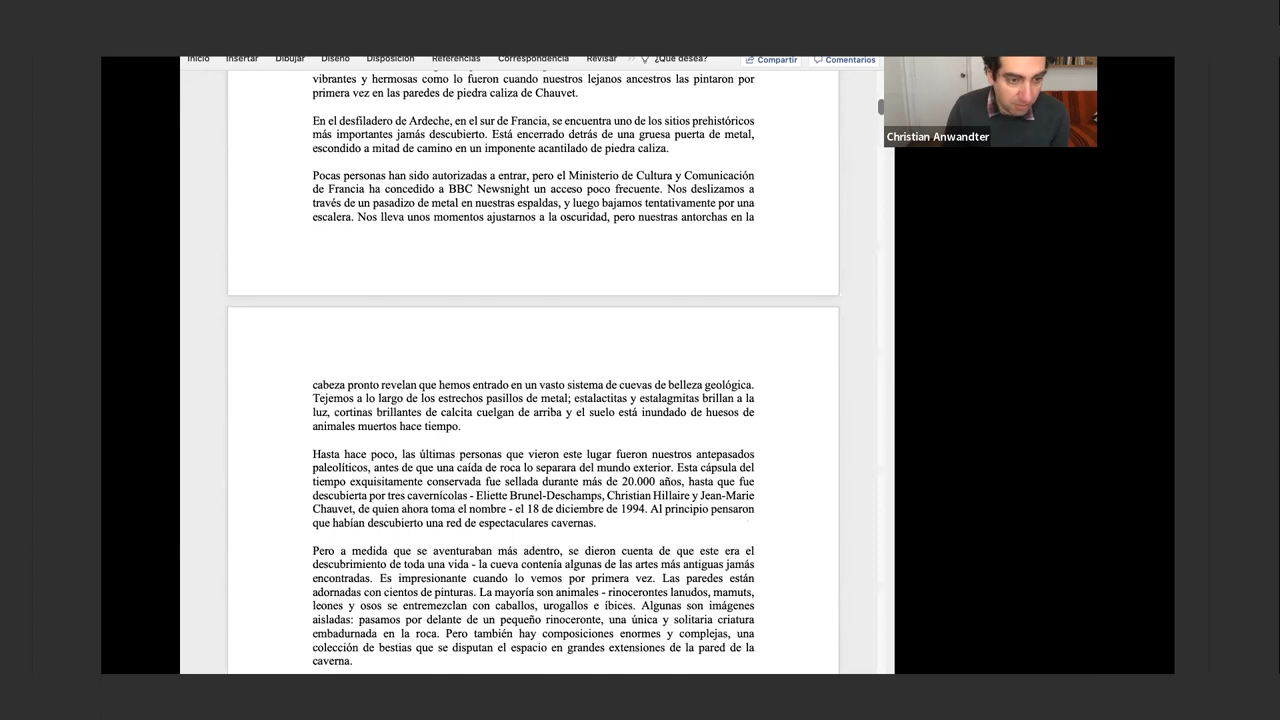 Inicio Insertar Dibujar Diseño Disposición Referencias Correspondencia Revisar >> ¿Qué desea? Compartir Comentarios
vibrantes y hermosas como lo fueron cuando nuestros lejanos ancestros las pintaron por
primera vez en las paredes de piedra caliza de Chauvet.
En el desfiladero de Ardeche, en el sur de Francia, se encuentra uno de los sitios prehistóricos
más importantes jamás descubierto. Está encerrado detrás de una gruesa puerta de metal,
escondido a mitad de camino en un imponente acantilado de piedra caliza.
Pocas personas han sido autorizadas a entrar, pero el Ministerio de Cultura y Comunicación
de Francia ha concedido a BBC Newsnight un acceso poco frecuente. Nos deslizamos a
través de un pasadizo de metal en nuestras espaldas, y luego bajamos tentativamente por una
escalera. Nos lleva unos momentos ajustarnos a la oscuridad, pero nuestras antorchas en la
cabeza pronto revelan que hemos entrado en un vasto sistema de cuevas de belleza geológica.
Tejemos a lo largo de los estrechos pasillos de metal; estalactitas y estalagmitas brillan a la
luz, cortinas brillantes de calcita cuelgan de arriba y el suelo está inundado de huesos de
animales muertos hace tiempo.
Hasta hace poco, las últimas personas que vieron este lugar fueron nuestros antepasados
paleolíticos, antes de que una caída de roca lo separara del mundo exterior. Esta cápsula del
tiempo exquisitamente conservada fue sellada durante más de 20.000 años, hasta que fue
descubierta por tres cavernícolas - Eliette Brunel-Deschamps, Christian Hillaire y Jean-Marie
Chauvet, de quien ahora toma el nombre - el 18 de diciembre de 1994. Al principio pensaron
que habían descubierto una red de espectaculares cavernas.
Pero a medida que se aventuraban más adentro, se dieron cuenta de que este era el
descubrimiento de toda una vida - la cueva contenía algunas de las artes más antiguas jamás
encontradas. Es impresionante cuando lo vemos por primera vez. Las paredes están
adornadas con cientos de pinturas. La mayoría son animales - rinocerontes lanudos, mamuts,
leones y osos se entremezclan con caballos, urogallos e íbices. Algunas son imágenes
aisladas: pasamos por delante de un pequeño rinoceronte, una única y solitaria criatura
embadurnada en la roca. Pero también hay composiciones enormes y complejas, una
colección de bestias que se disputan el espacio en grandes extensiones de la pared de la
caverna.
Christian Anwandter